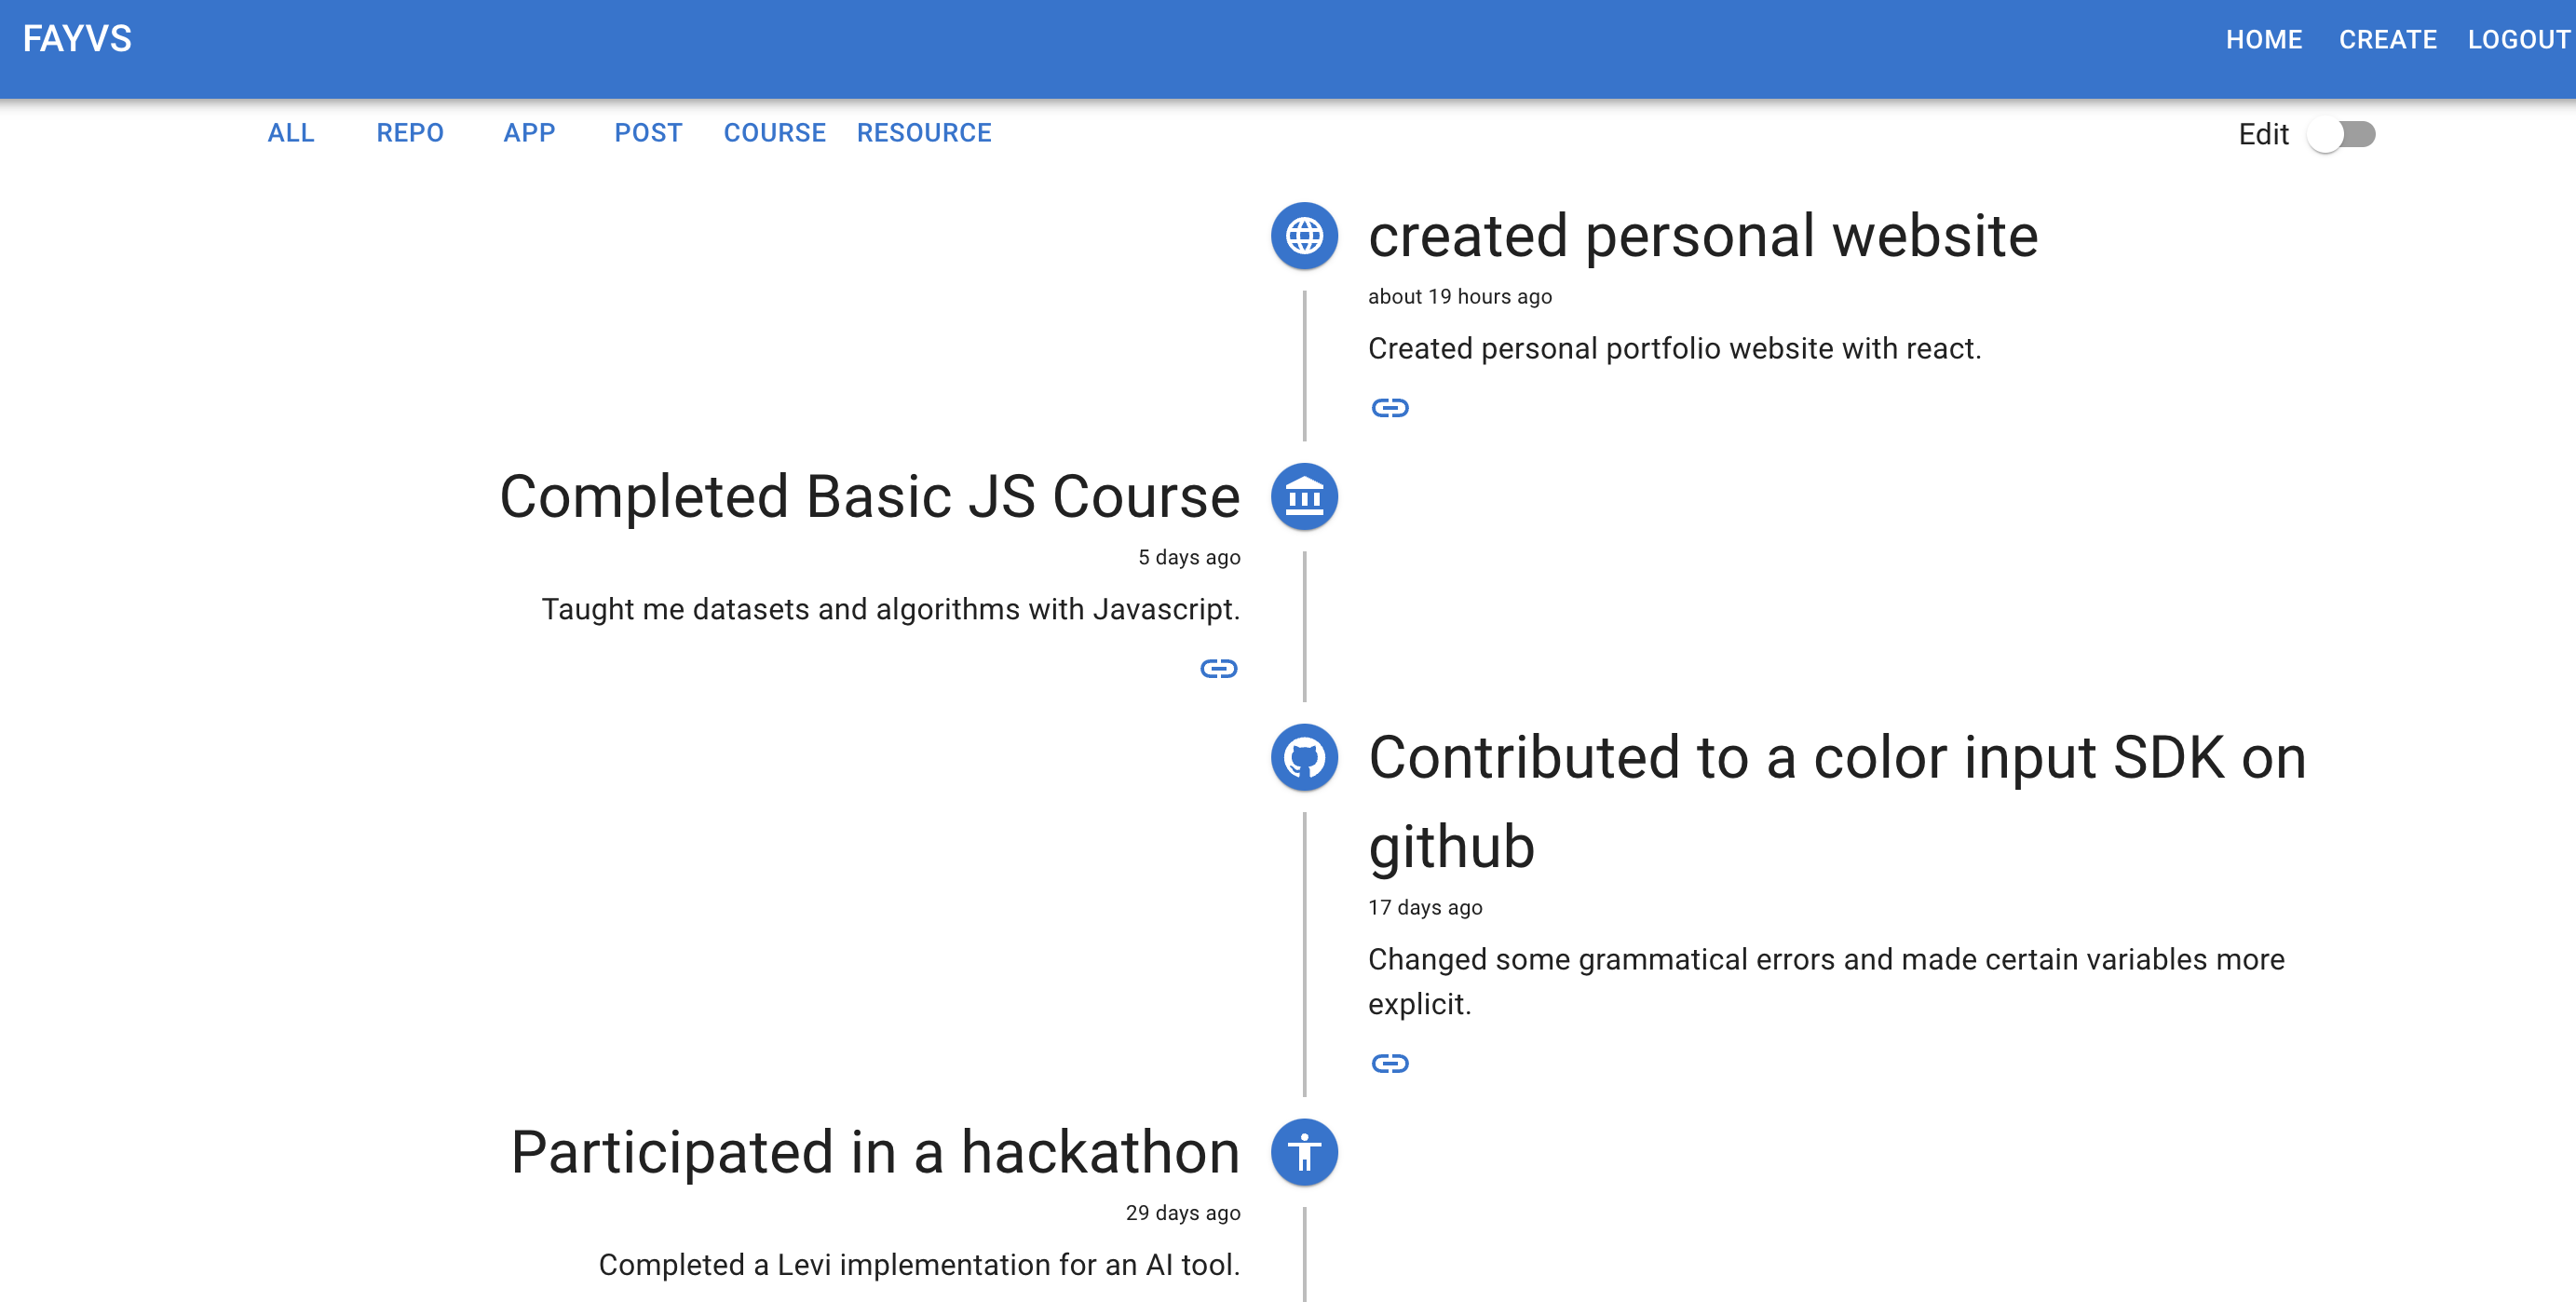 FAYVS
HOME CREATE LOGOUT
ALL REPO APP POST COURSE RESOURCE
Edit
created personal website
about 19 hours ago
Created personal portfolio website with react.
Completed Basic JS Course
5 days ago
Taught me datasets and algorithms with Javascript.
Contributed to a color input SDK on
github
17 days ago
Changed some grammatical errors and made certain variables more
explicit.
Participated in a hackathon
29 days ago
Completed a Levi implementation for an AI tool.